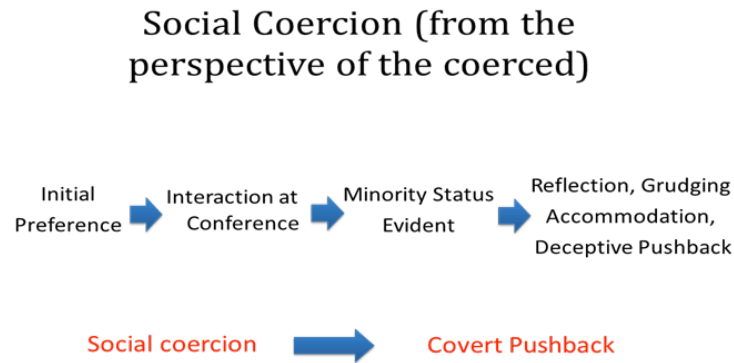 Social Coercion (from the
perspective of the coerced)
Initial
Preference
Interaction at
Conference
Minority Status
Evident
Reflection, Grudging
Accommodation,
Deceptive Pushback
Social coercion
Covert Pushback